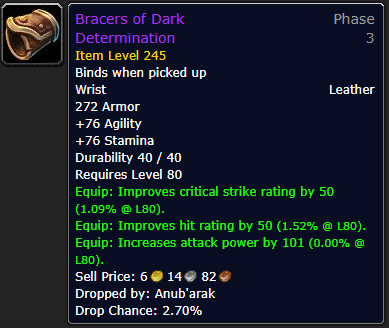 Bracers of Dark Phase
Determination 3
Item Level 245
Binds when picked up
Wrist Leather
272 Armor
+76 Agility
+76 Stamina
Durability 40 / 40
Requires Level 80
Equip: Improves critical strike rating by 50
(1.09% @ L80).
Equip: Improves hit rating by 50 (1.52% @ L80).
Equip: Increases attack power by 101 (0.00% @
L80).
Sell Price: 6 14 82
Dropped by: Anub'arak
Drop Chance: 2.70%